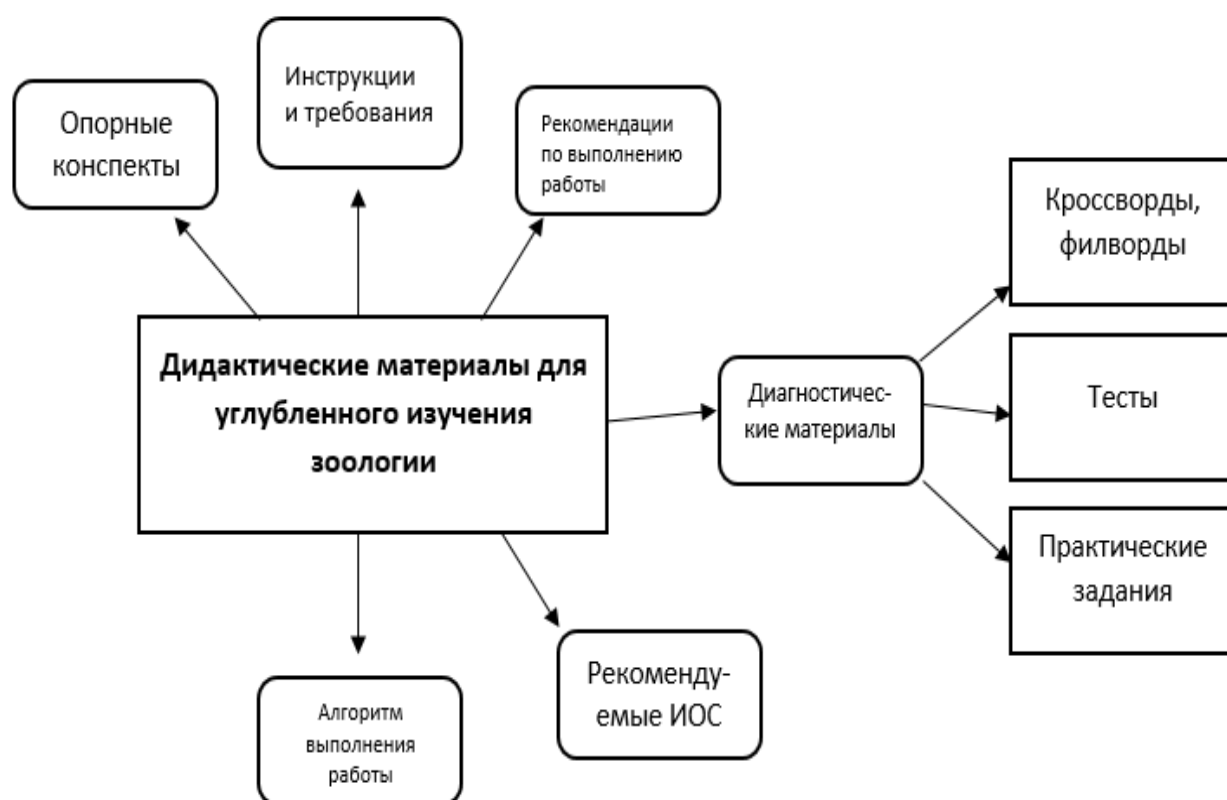 Опорные
конспекты
Инструкции
и требования
Рекомендации
по выполнению
работы
Кроссворды,
филворды
Дидактические материалы для
углубленного изучения
зоологии
Диагностичес-
кие материалы
Тесты
Практические
задания
Алгоритм
выполнения
работы
Рекоменду-
емые ИОС